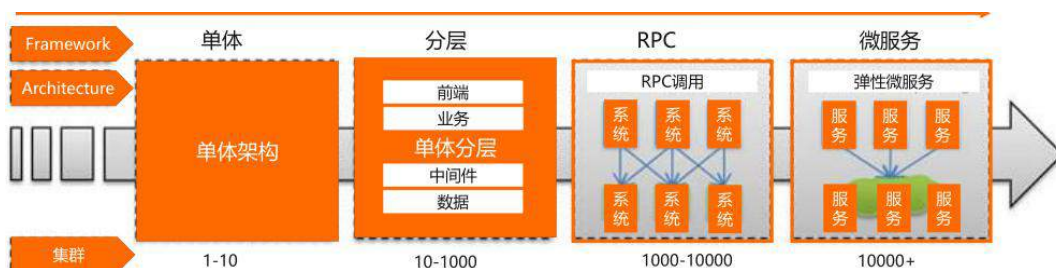 Framework
单体
分层
RPC
微服务
Architecture
单体架构
前端
业务
单体分层
中间件
数据
RPC调用
系统
系统
系统
系统
系统
系统
弹性微服务
服务
服务
服务
服务
服务
服务
集群
1-10
10-1000
1000-10000
10000+